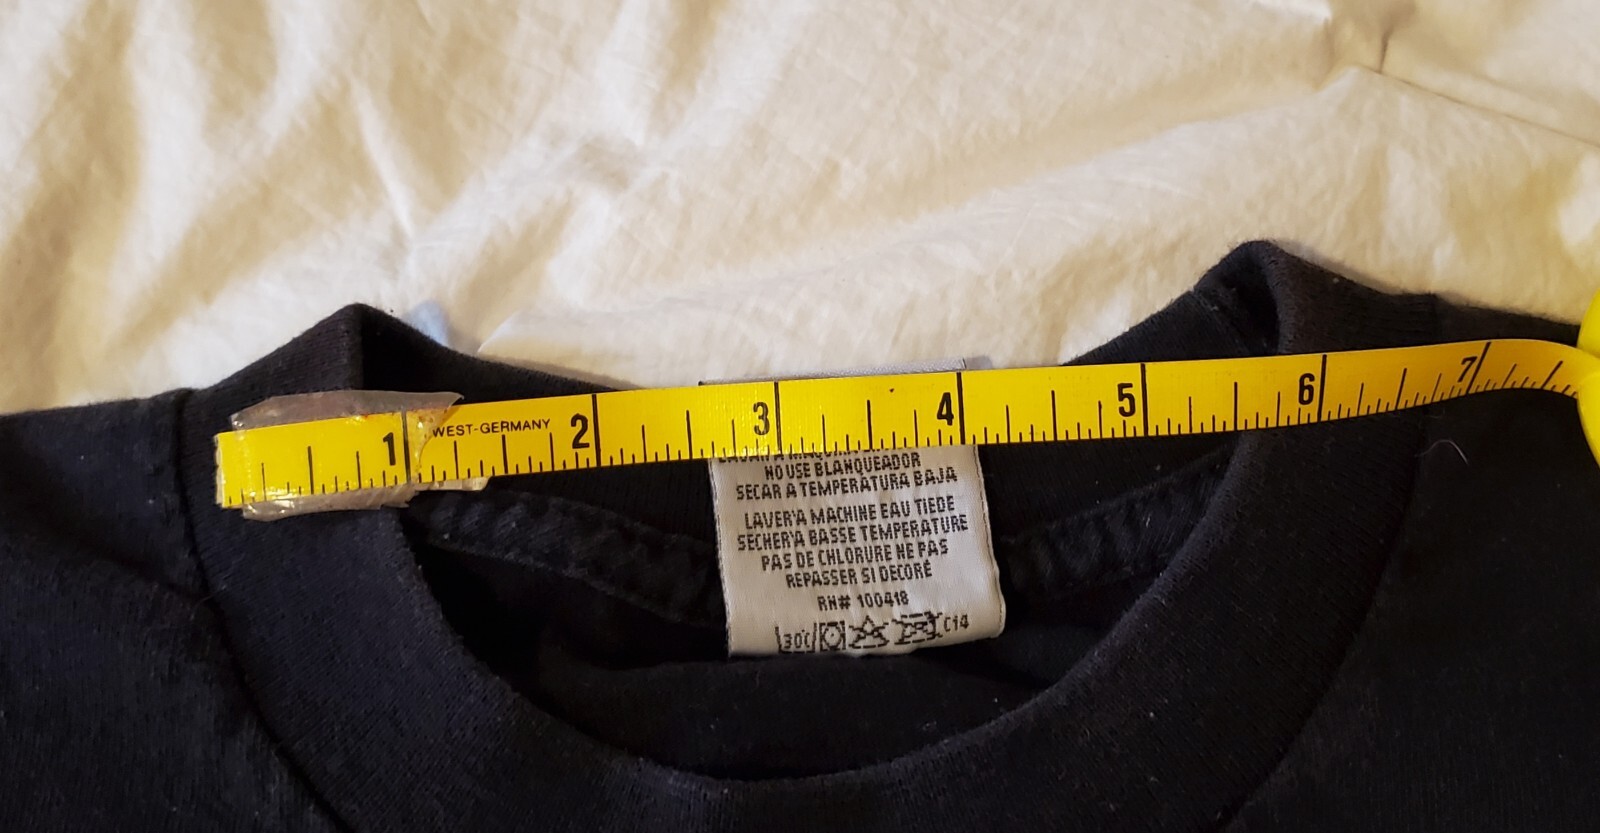 1 WEST-GERMANY 2 3 4 5 6 7
NO USE BLANQUEADOR
SECAR A TEMPERATURA BAJA
LAVER'A MACHINE EAU TIEDE
SECHER'A BASSE TEMPERATURE
PAS DE CHLORURE NE PAS
REPASSER SI DECORÉ
RN# 100418
30C C14